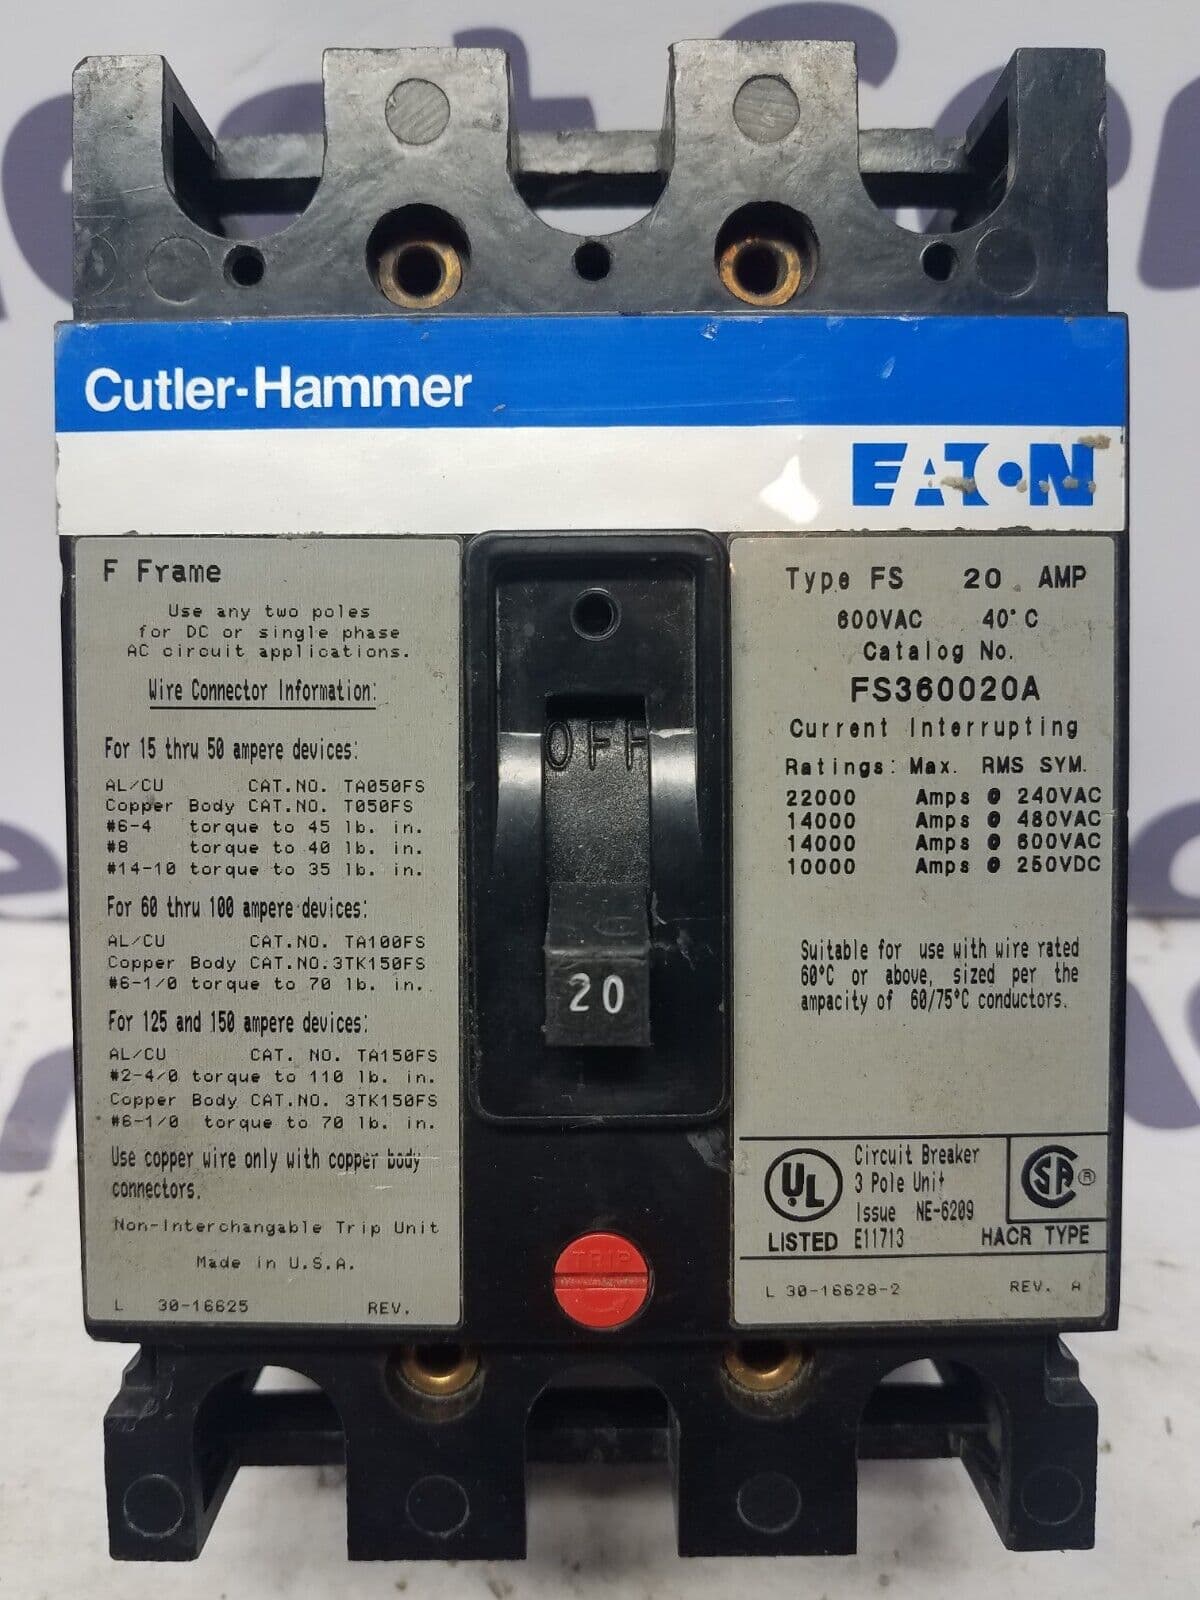 Cutler-Hammer
EATON
F Frame
Use any two poles
for DC or single phase
AC circuit applications.
Wire Connector Information:
For 15 thru 50 ampere devices:
AL/CU CAT.NO. TA050FS
Copper Body CAT.NO. T050FS
#6-4 torque to 45 lb. in.
#8 torque to 40 lb. in.
#14-10 torque to 35 lb. in.
For 60 thru 100 ampere devices:
AL/CU CAT.NO. TA100FS
Copper Body CAT.NO.3TK150FS
#6-1/0 torque to 70 lb. in.
For 125 and 150 ampere devices:
AL/CU CAT. NO. TA150FS
#2-4/0 torque to 110 lb. in.
Copper Body CAT.NO. 3TK150FS
#6-1/0 torque to 70 lb. in.
Use copper wire only with copper body
connectors.
Non-Interchangable Trip Unit
Made in U.S.A.
L 30-16625 REV.
OFF
20
TRIP
Type FS 20 AMP
600VAC 40°C
Catalog No.
FS360020A
Current Interrupting
Ratings: Max. RMS SYM.
22000 Amps @ 240VAC
14000 Amps @ 480VAC
14000 Amps @ 600VAC
10000 Amps @ 250VDC
Suitable for use with wire rated
60°C or above, sized per the
ampacity of 60/75°C conductors.
UL
LISTED
Circuit Breaker
3 Pole Unit
Issue NE-6209
E11713
SA ®
HACR TYPE
L 30-16628-2 REV. A